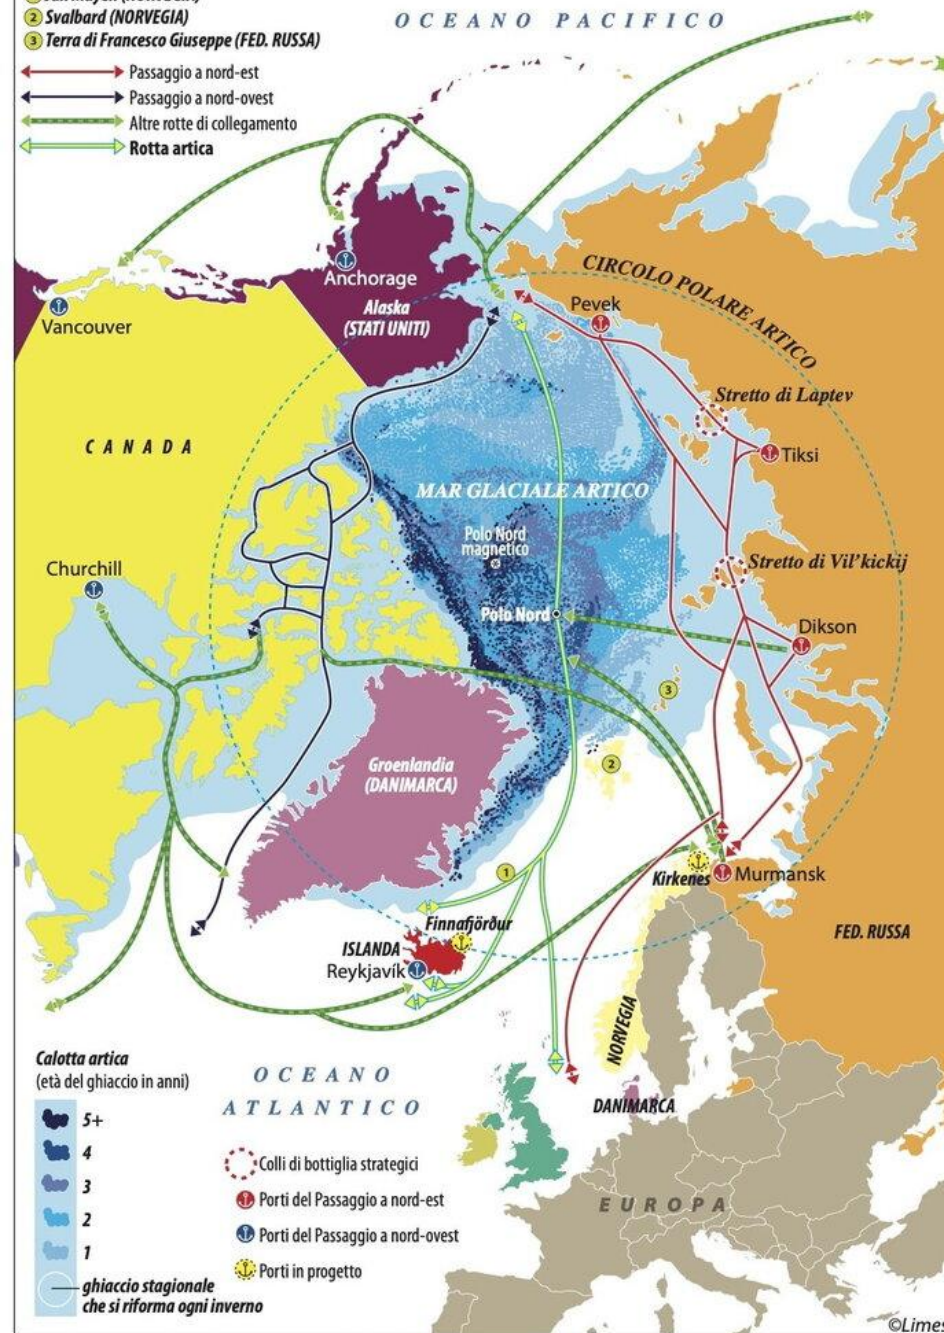 (NORVEGIA)
2 Svalbard (NORVEGIA)
3 Terra di Francesco Giuseppe (FED. RUSSA)
Passaggio a nord-est
Passaggio a nord-ovest
Altre rotte di collegamento
Rotta artica
OCEANO PACIFICO
Anchorage
Alaska
(STATI UNITI)
Vancouver
CIRCOLO POLARE ARTICO
Pevek
Stretto di Laptev
Tiksi
CANADA
MAR GLACIALE ARTICO
Polo Nord
magnetico
Stretto di Vil'kickij
Churchill
Polo Nord
Dikson
3
Groenlandia
(DANIMARCA)
2
1
Kirkenes
Murmansk
Finnafjörður
ISLANDA
Reykjavík
FED. RUSSA
NORVEGIA
Calotta artica
(età del ghiaccio in anni)
5+
4
3
2
1
ghiaccio stagionale
che si riforma ogni inverno
OCEANO
ATLANTICO
DANIMARCA
EUROPA
Colli di bottiglia strategici
Porti del Passaggio a nord-est
Porti del Passaggio a nord-ovest
Porti in progetto
©Limes